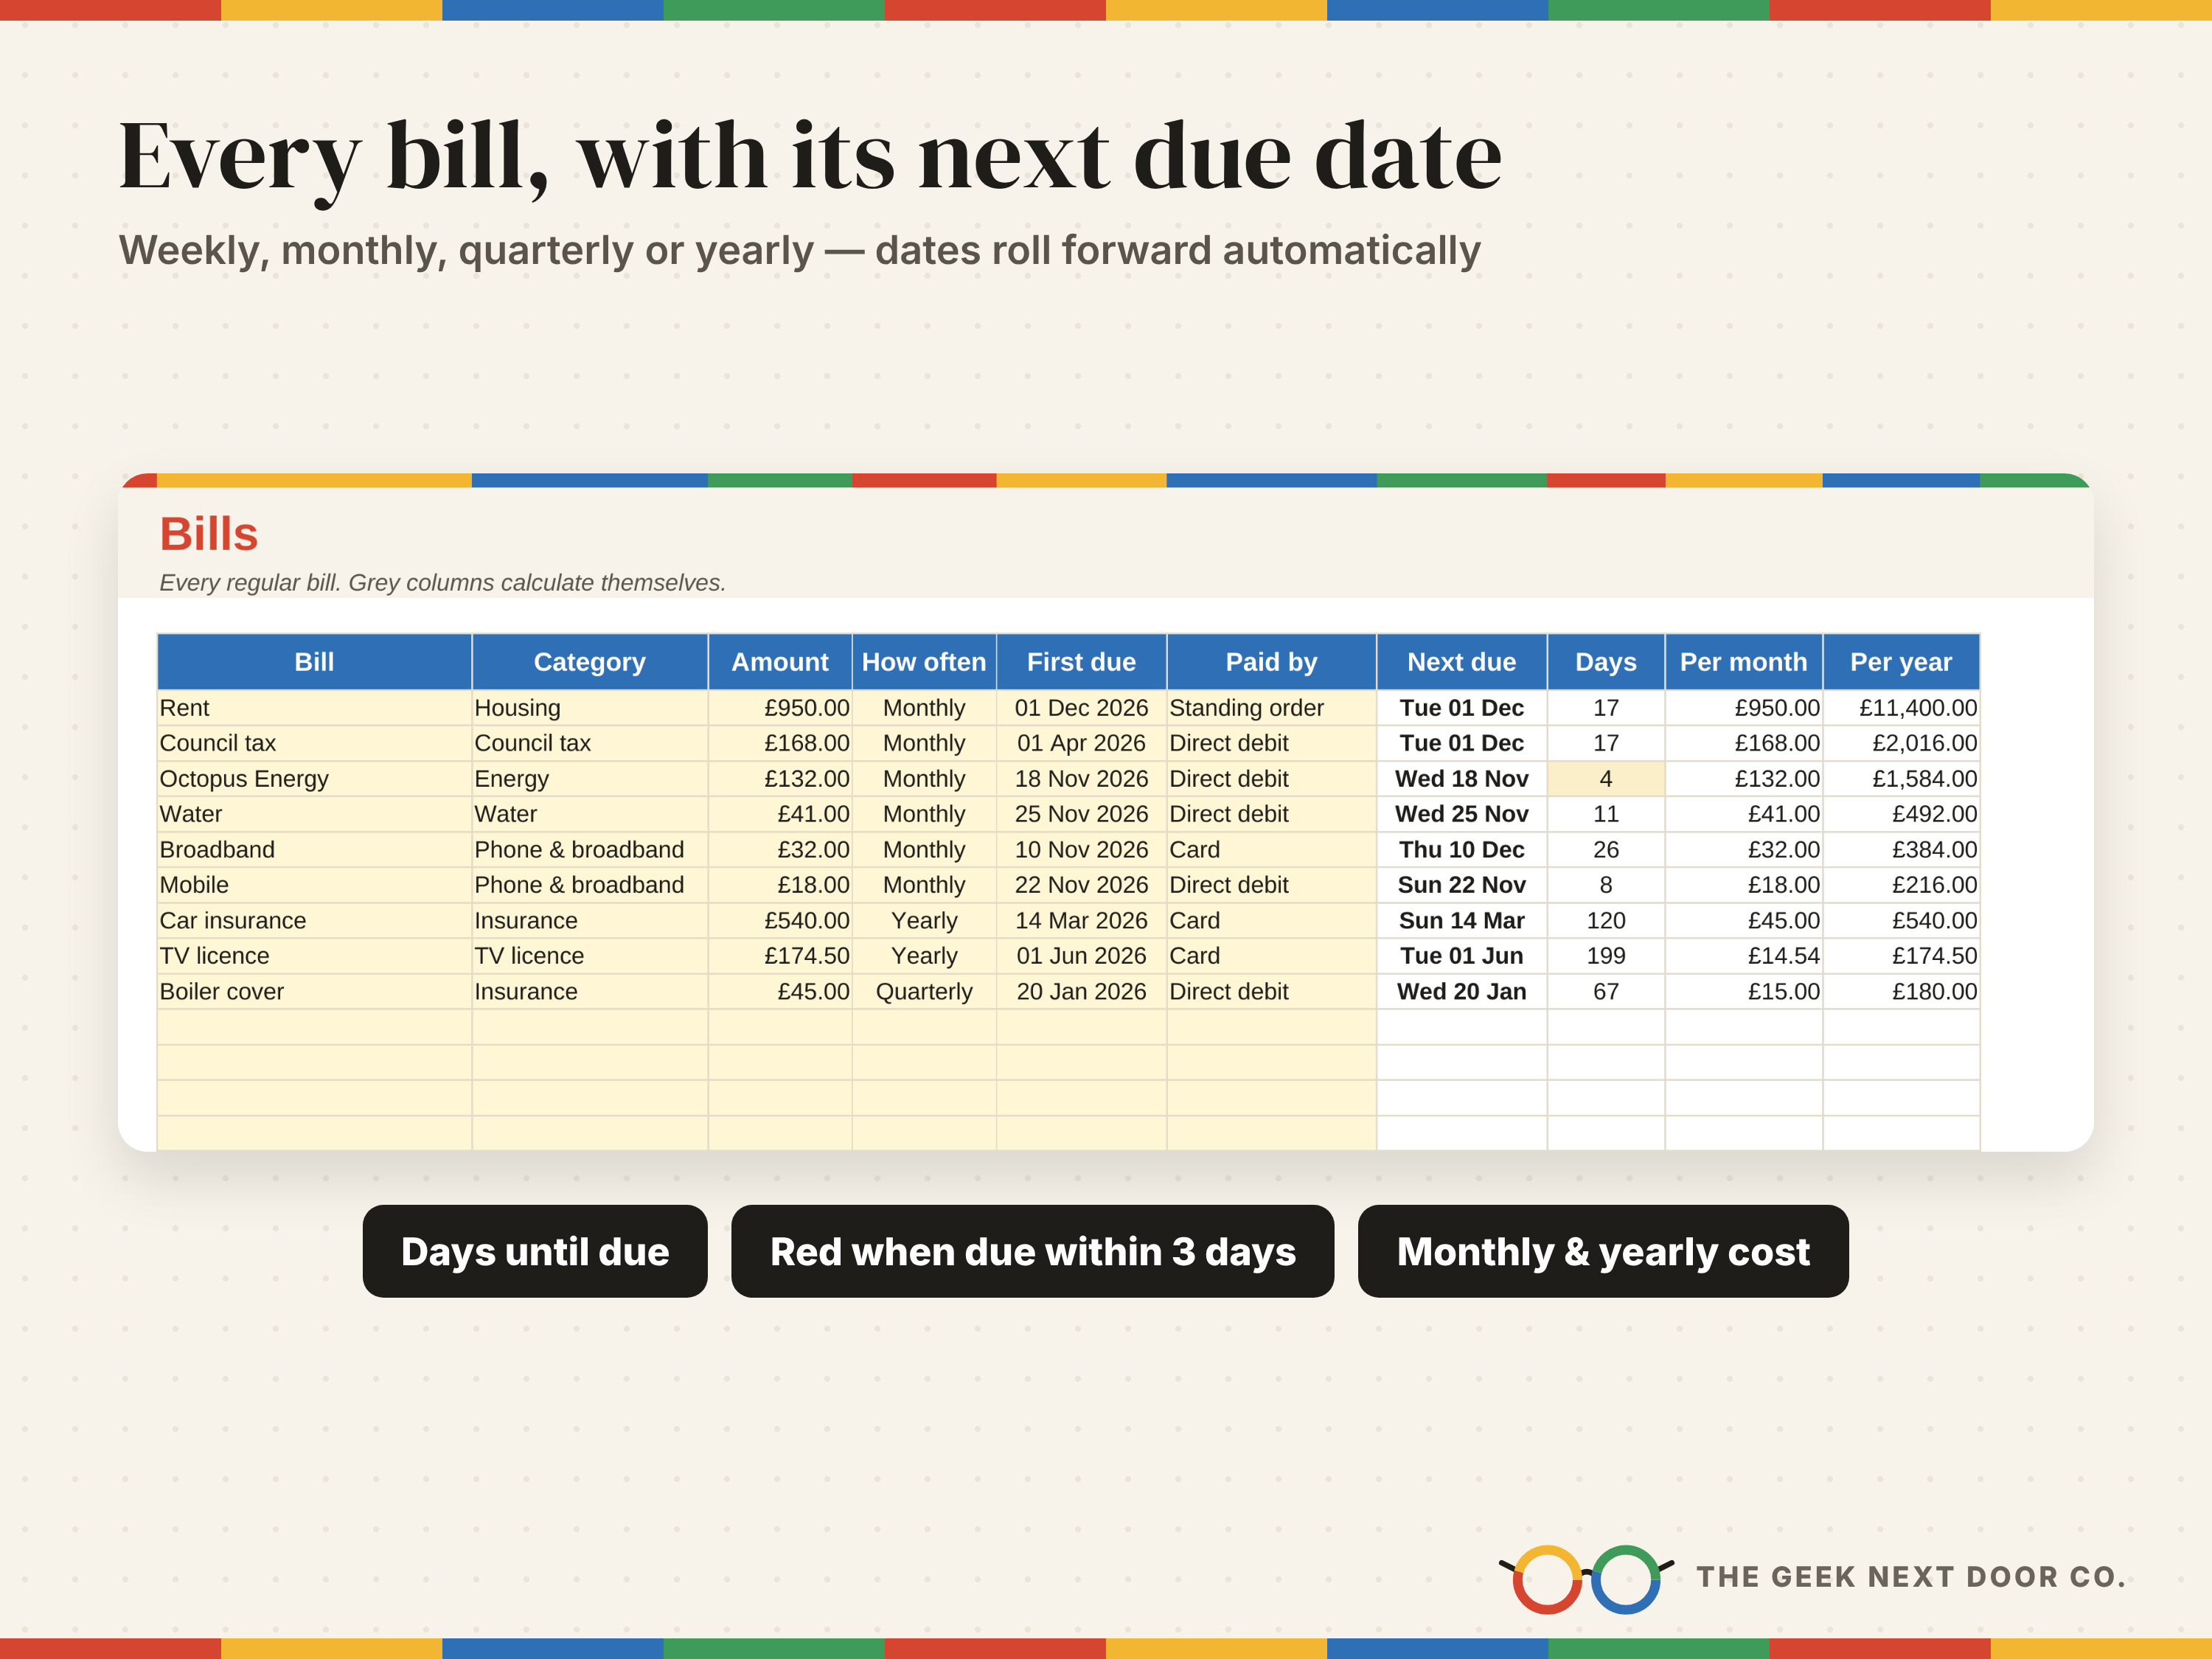 Every bill, with its next due date
Weekly, monthly, quarterly or yearly — dates roll forward automatically
Bills
Every regular bill. Grey columns calculate themselves.
Bill Category Amount How often First due Paid by Next due Days Per month Per year
Rent Housing £950.00 Monthly 01 Dec 2026 Standing order Tue 01 Dec 17 £950.00 £11,400.00
Council tax Council tax £168.00 Monthly 01 Apr 2026 Direct debit Tue 01 Dec 17 £168.00 £2,016.00
Octopus Energy Energy £132.00 Monthly 18 Nov 2026 Direct debit Wed 18 Nov 4 £132.00 £1,584.00
Water Water £41.00 Monthly 25 Nov 2026 Direct debit Wed 25 Nov 11 £41.00 £492.00
Broadband Phone & broadband £32.00 Monthly 10 Nov 2026 Card Thu 10 Dec 26 £32.00 £384.00
Mobile Phone & broadband £18.00 Monthly 22 Nov 2026 Direct debit Sun 22 Nov 8 £18.00 £216.00
Car insurance Insurance £540.00 Yearly 14 Mar 2026 Card Sun 14 Mar 120 £45.00 £540.00
TV licence TV licence £174.50 Yearly 01 Jun 2026 Card Tue 01 Jun 199 £14.54 £174.50
Boiler cover Insurance £45.00 Quarterly 20 Jan 2026 Direct debit Wed 20 Jan 67 £15.00 £180.00
Days until due Red when due within 3 days Monthly & yearly cost
THE GEEK NEXT DOOR CO.